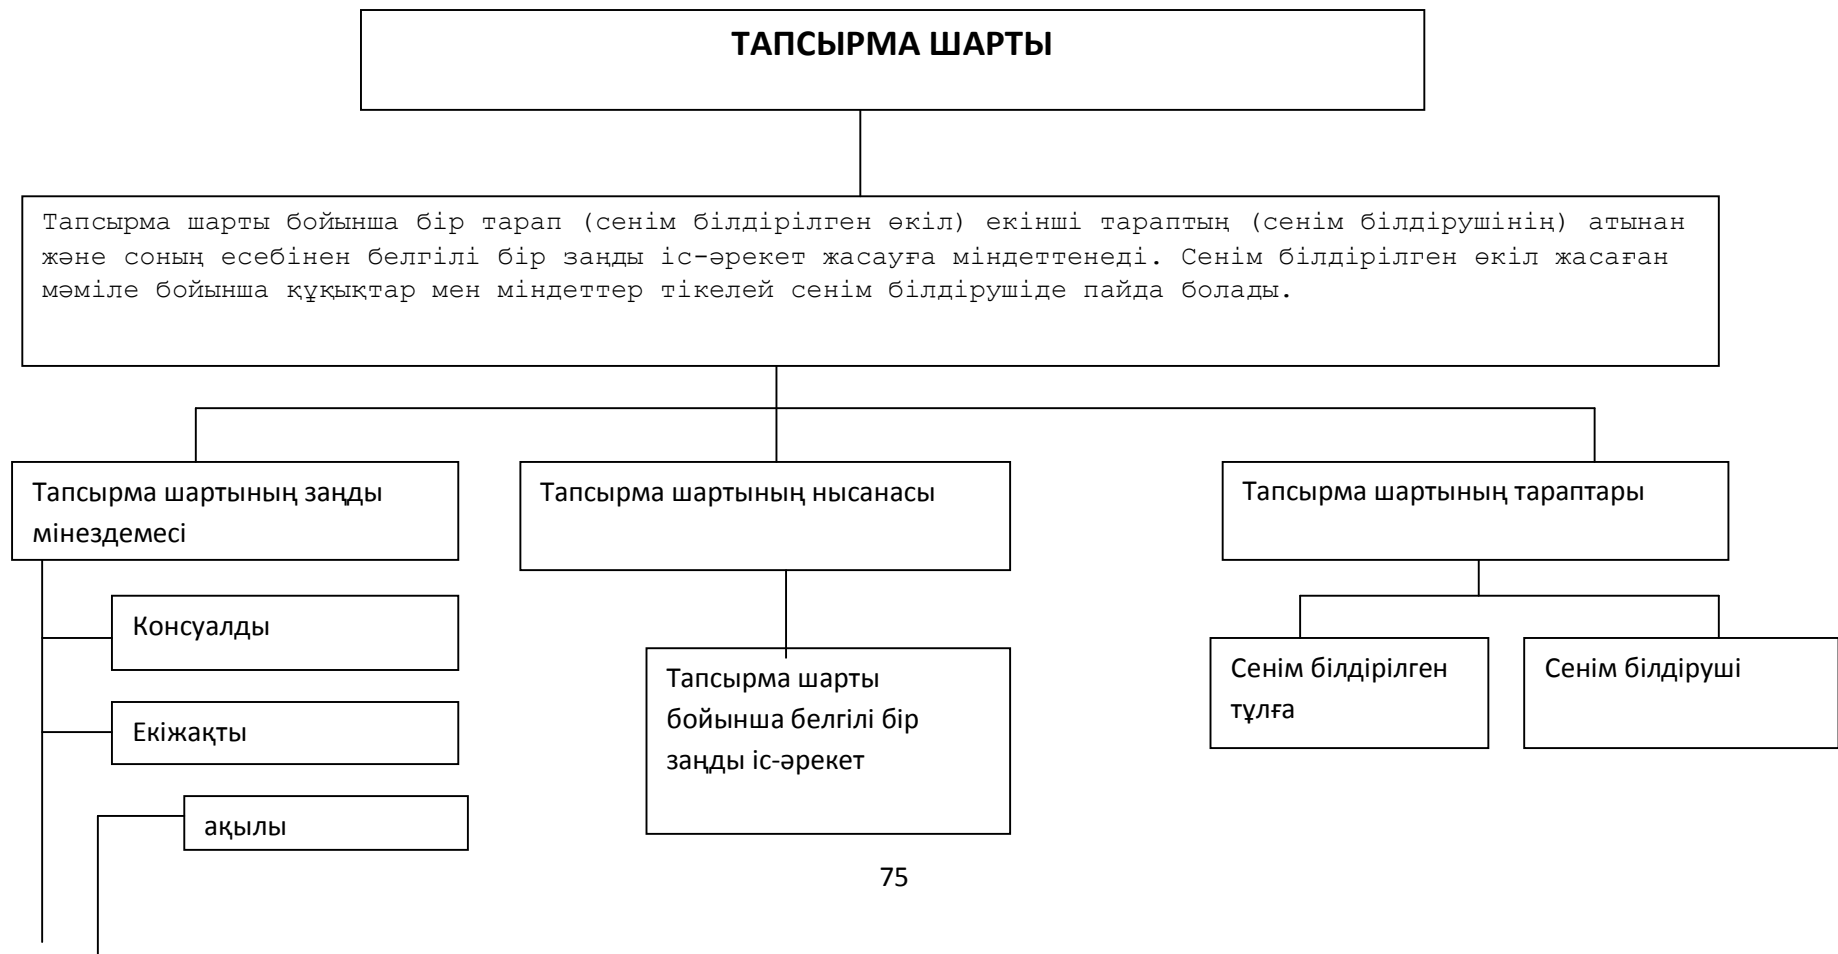 ТАПСЫРМА ШАРТЫ
Тапсырма шарты бойынша бір тарап (сенім білдірілген өкіл) екінші тараптың (сенім білдірушінің) атынан
және соның есебінен белгілі бір заңды іс-әрекет жасауға міндеттенеді. Сенім білдірілген өкіл жасаған
мәміле бойынша құқықтар мен міндеттер тікелей сенім білдірушіде пайда болады.
Тапсырма шартының заңды
мінездемесі
Консуалды
Екіжақты
ақылы
Тапсырма шартының нысанасы
Тапсырма шарты
бойынша белгілі бір
заңды іс-әрекет
Тапсырма шартының тараптары
Сенім білдірілген
тұлға
Сенім білдіруші
75